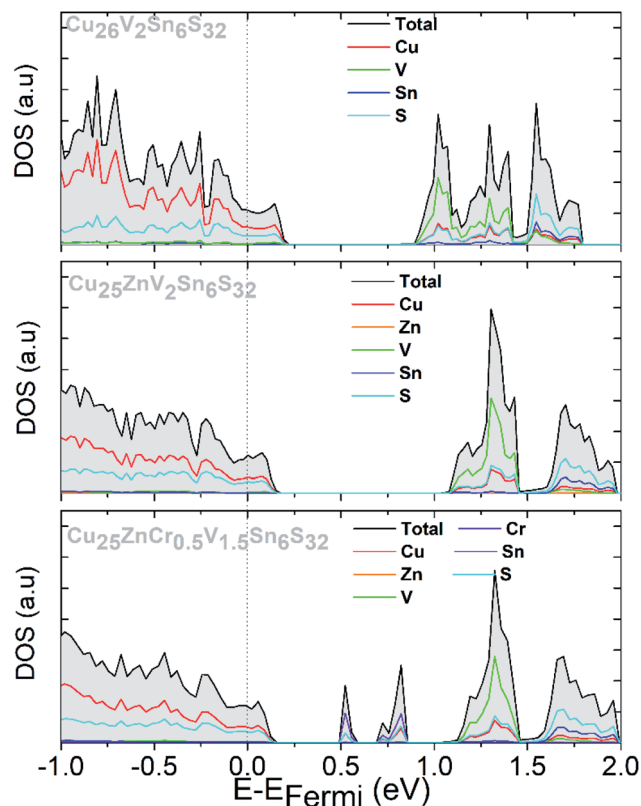 Cu26V2Sn6S32
DOS (a.u)
Total
Cu
V
Sn
S
Cu25ZnV2Sn6S32
DOS (a.u)
Total
Cu
Zn
V
Sn
S
Cu25ZnCr0.5V1.5Sn6S32
DOS (a.u)
Total Cr
Cu Sn
Zn S
V
-1.0 -0.5 0.0 0.5 1.0 1.5 2.0
E-EFermi (eV)